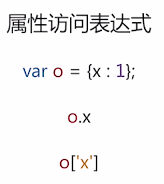 属性访问表达式
var o = {x : 1};
o.x
o['x']